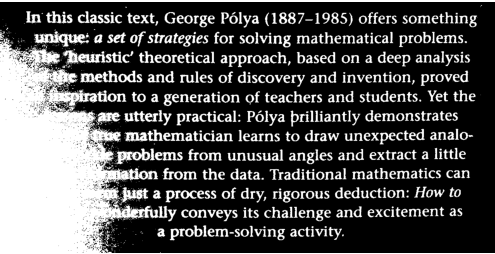 In this classic text, George Pólya (1887–1985) offers something
unique: a set of strategies for solving mathematical problems.
The 'heuristic' theoretical approach, based on a deep analysis
the methods and rules of discovery and invention, proved
inspiration to a generation of teachers and students. Yet the
are utterly practical: Pólya brilliantly demonstrates
true mathematician learns to draw unexpected analo-
problems from unusual angles and extract a little
information from the data. Traditional mathematics can
just a process of dry, rigorous deduction: How to
wonderfully conveys its challenge and excitement as
a problem-solving activity.